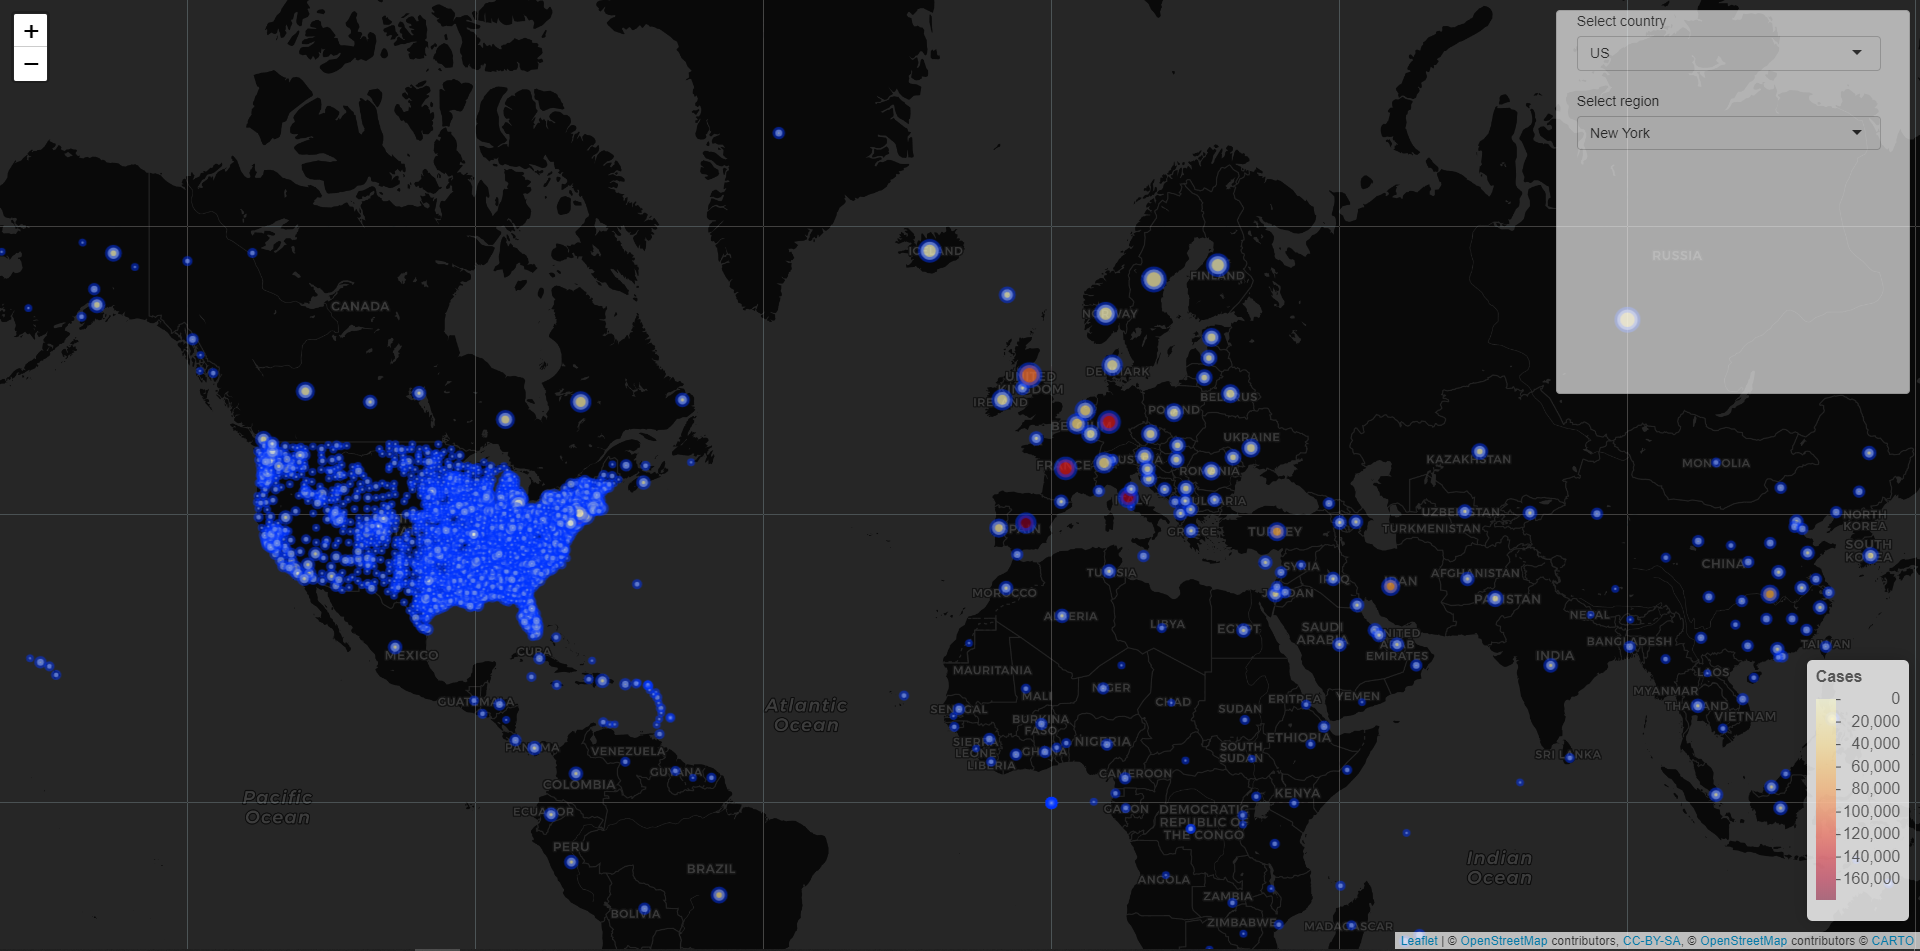 +
−
Select country
US
Select region
New York
RUSSIA
ICELAND
FINLAND
CANADA
NORWAY
DENMARK
UNITED
KINGDOM
IRELAND
BELARUS
POLAND
UKRAINE
FRANCE
KAZAKHSTAN
MONGOLIA
ROMANIA
ITALY
BULGARIA
UZBEKISTAN
NORTH
KOREA
SPAIN
GREECE
TURKEY
TURKMENISTAN
SOUTH
KOREA
CHINA
SYRIA
TUNISIA
IRAQ
IRAN
AFGHANISTAN
MOROCCO
JORDAN
PAKISTAN
ALGERIA
LIBYA
EGYPT
NEPAL
SAUDI
ARABIA
UNITED
ARAB
EMIRATES
BANGLADESH
TAIWAN
CUBA
MEXICO
INDIA
MAURITANIA
LAOS
MYANMAR
GUATEMALA
MALI
NIGER
CHAD
ERITREA
YEMEN
THAILAND
Atlantic
Ocean
SENEGAL
SUDAN
VIETNAM
BURKINA
FASO
PANAMA
VENEZUELA
SIERRA
LEONE
GHANA
NIGERIA
SOUTH
SUDAN
ETHIOPIA
SRI LANKA
LIBERIA
GUYANA
COLOMBIA
CAMEROON
Pacific
Ocean
KENYA
ECUADOR
GABON
DEMOCRATIC
REPUBLIC OF
THE CONGO
PERU
BRAZIL
Indian
Ocean
ANGOLA
BOLIVIA
ZAMBIA
ZIMBABWE
MADAGASCAR
Cases
0
20,000
40,000
60,000
80,000
100,000
120,000
140,000
160,000
Leaflet | © OpenStreetMap contributors, CC-BY-SA, © OpenStreetMap contributors © CARTO